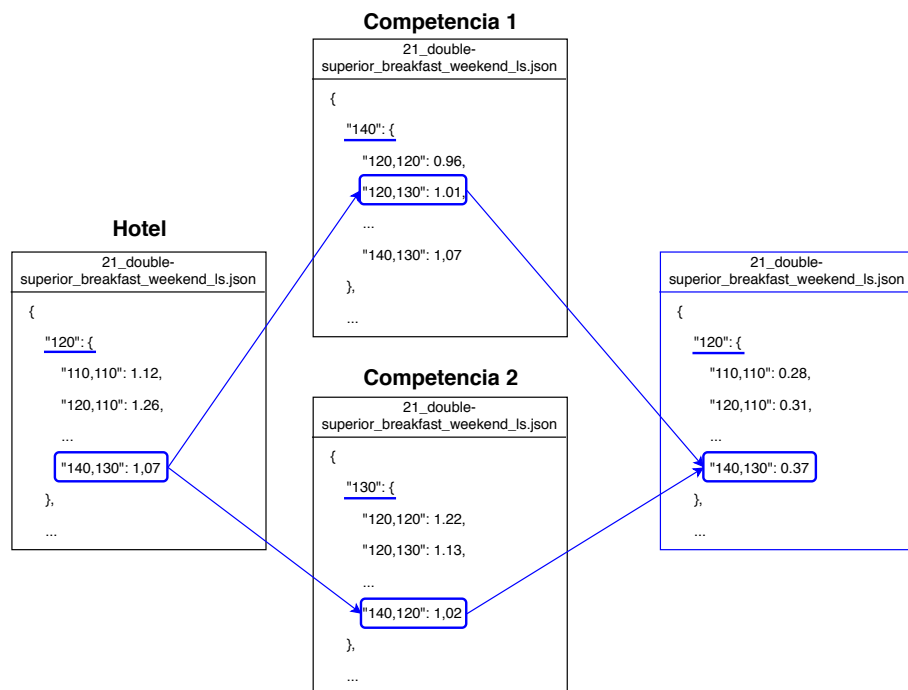 Competencia 1
21_double-
superior_breakfast_weekend_ls.json
{
"140": {
"120,120": 0.96,
"120,130": 1.01,
...
"140,130": 1,07
},
...
Hotel
21_double-
superior_breakfast_weekend_ls.json
{
"120": {
"110,110": 1.12,
"120,110": 1.26,
...
"140,130": 1,07
},
...
Competencia 2
21_double-
superior_breakfast_weekend_ls.json
{
"130": {
"120,120": 1.22,
"120,130": 1.13,
...
"140,120": 1,02
},
...
21_double-
superior_breakfast_weekend_ls.json
{
"120": {
"110,110": 0.28,
"120,110": 0.31,
...
"140,130": 0.37
},
...